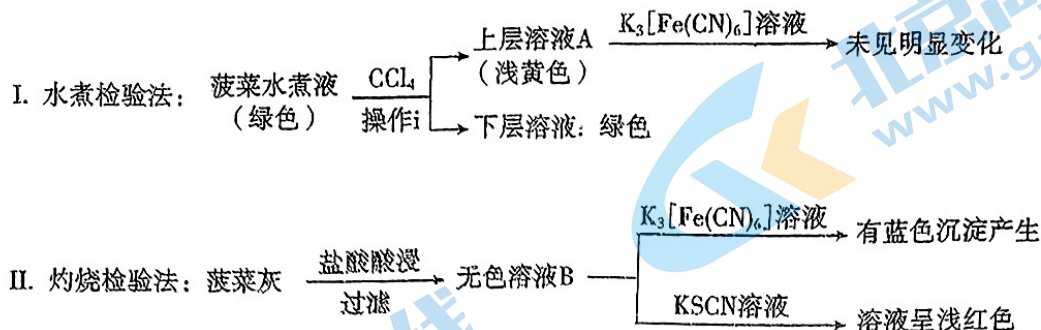 I. 水煮检验法： 菠菜水煮液（绿色） CCl₄ 操作i
上层溶液A（浅黄色） K₃[Fe(CN)₆]溶液 未见明显变化
下层溶液：绿色
II. 灼烧检验法：菠菜灰 盐酸酸浸 过滤 无色溶液B
K₃[Fe(CN)₆]溶液 有蓝色沉淀产生
KSCN溶液 溶液呈浅红色
北京
www.g
线